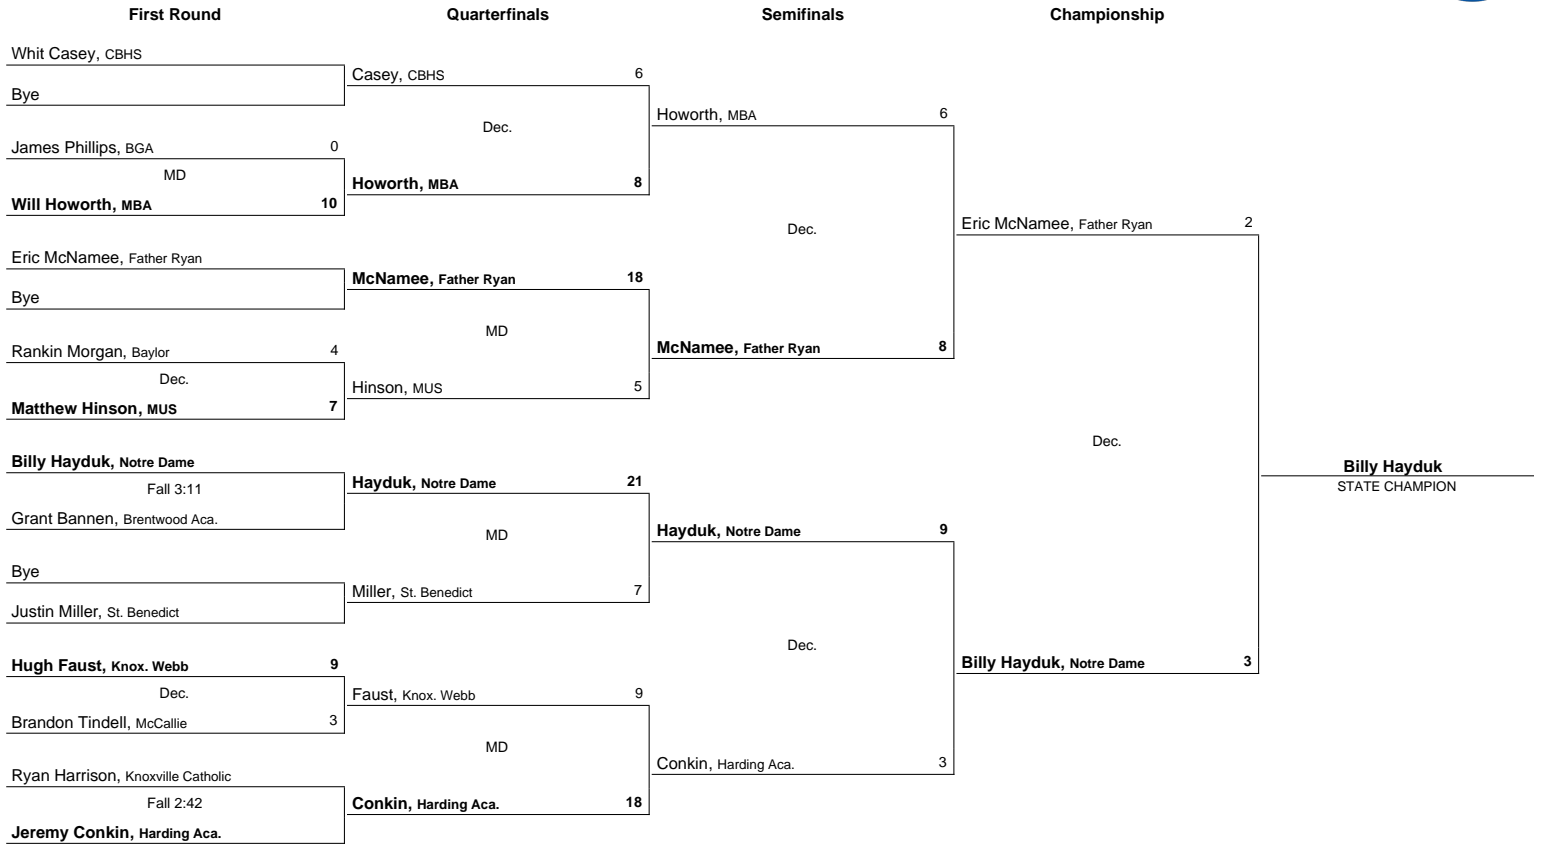 First Round Quarterfinals Semifinals Championship
Whit Casey, CBHS
Bye
James Phillips, BGA 0
MD
Will Howorth, MBA 10
Eric McNamee, Father Ryan
Bye
Rankin Morgan, Baylor 4
Dec.
Matthew Hinson, MUS 7
Billy Hayduk, Notre Dame
Fall 3:11
Grant Bannen, Brentwood Aca.
Bye
Justin Miller, St. Benedict
Hugh Faust, Knox. Webb 9
Dec.
Brandon Tindell, McCallie 3
Ryan Harrison, Knoxville Catholic
Fall 2:42
Jeremy Conkin, Harding Aca.
Casey, CBHS 6
Dec.
Howorth, MBA 8
McNamee, Father Ryan 18
MD
Hinson, MUS 5
Hayduk, Notre Dame 21
MD
Miller, St. Benedict 7
Faust, Knox. Webb 9
MD
Conkin, Harding Aca. 18
Howorth, MBA 6
Dec.
McNamee, Father Ryan 8
Hayduk, Notre Dame 9
Dec.
Conkin, Harding Aca. 3
Eric McNamee, Father Ryan 2
Dec.
Billy Hayduk, Notre Dame 3
Billy Hayduk
STATE CHAMPION